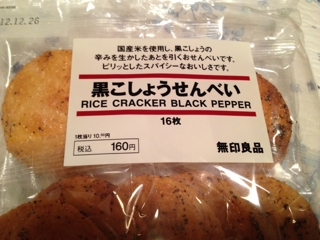 12.12.26
国産米を使用し、黒こしょうの
辛みを生かしたあとを引くおせんべいです。
ピリッとしたスパイシーなおいしさです。
黒こしょうせんべい
RICE CRACKER BLACK PEPPER
16枚
1枚当り10.00円
税込 160円
無印良品